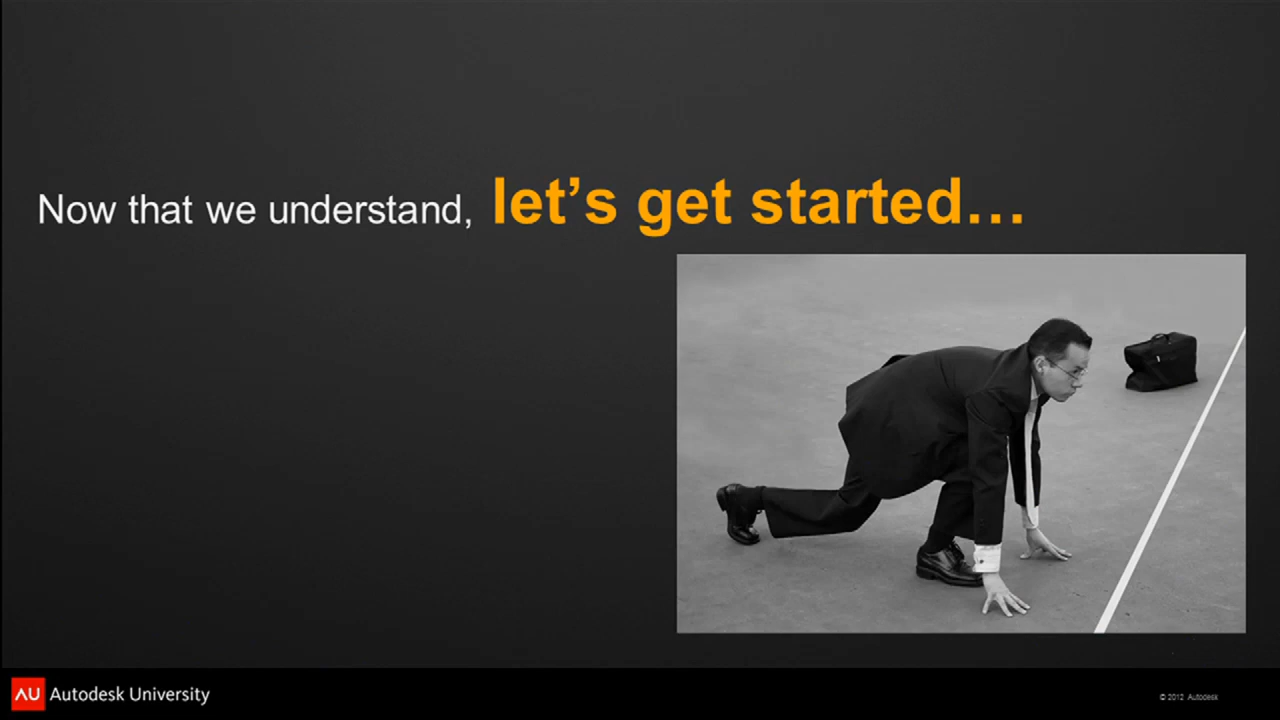 Now that we understand, let’s get started…
AU Autodesk University
© 2012 Autodesk